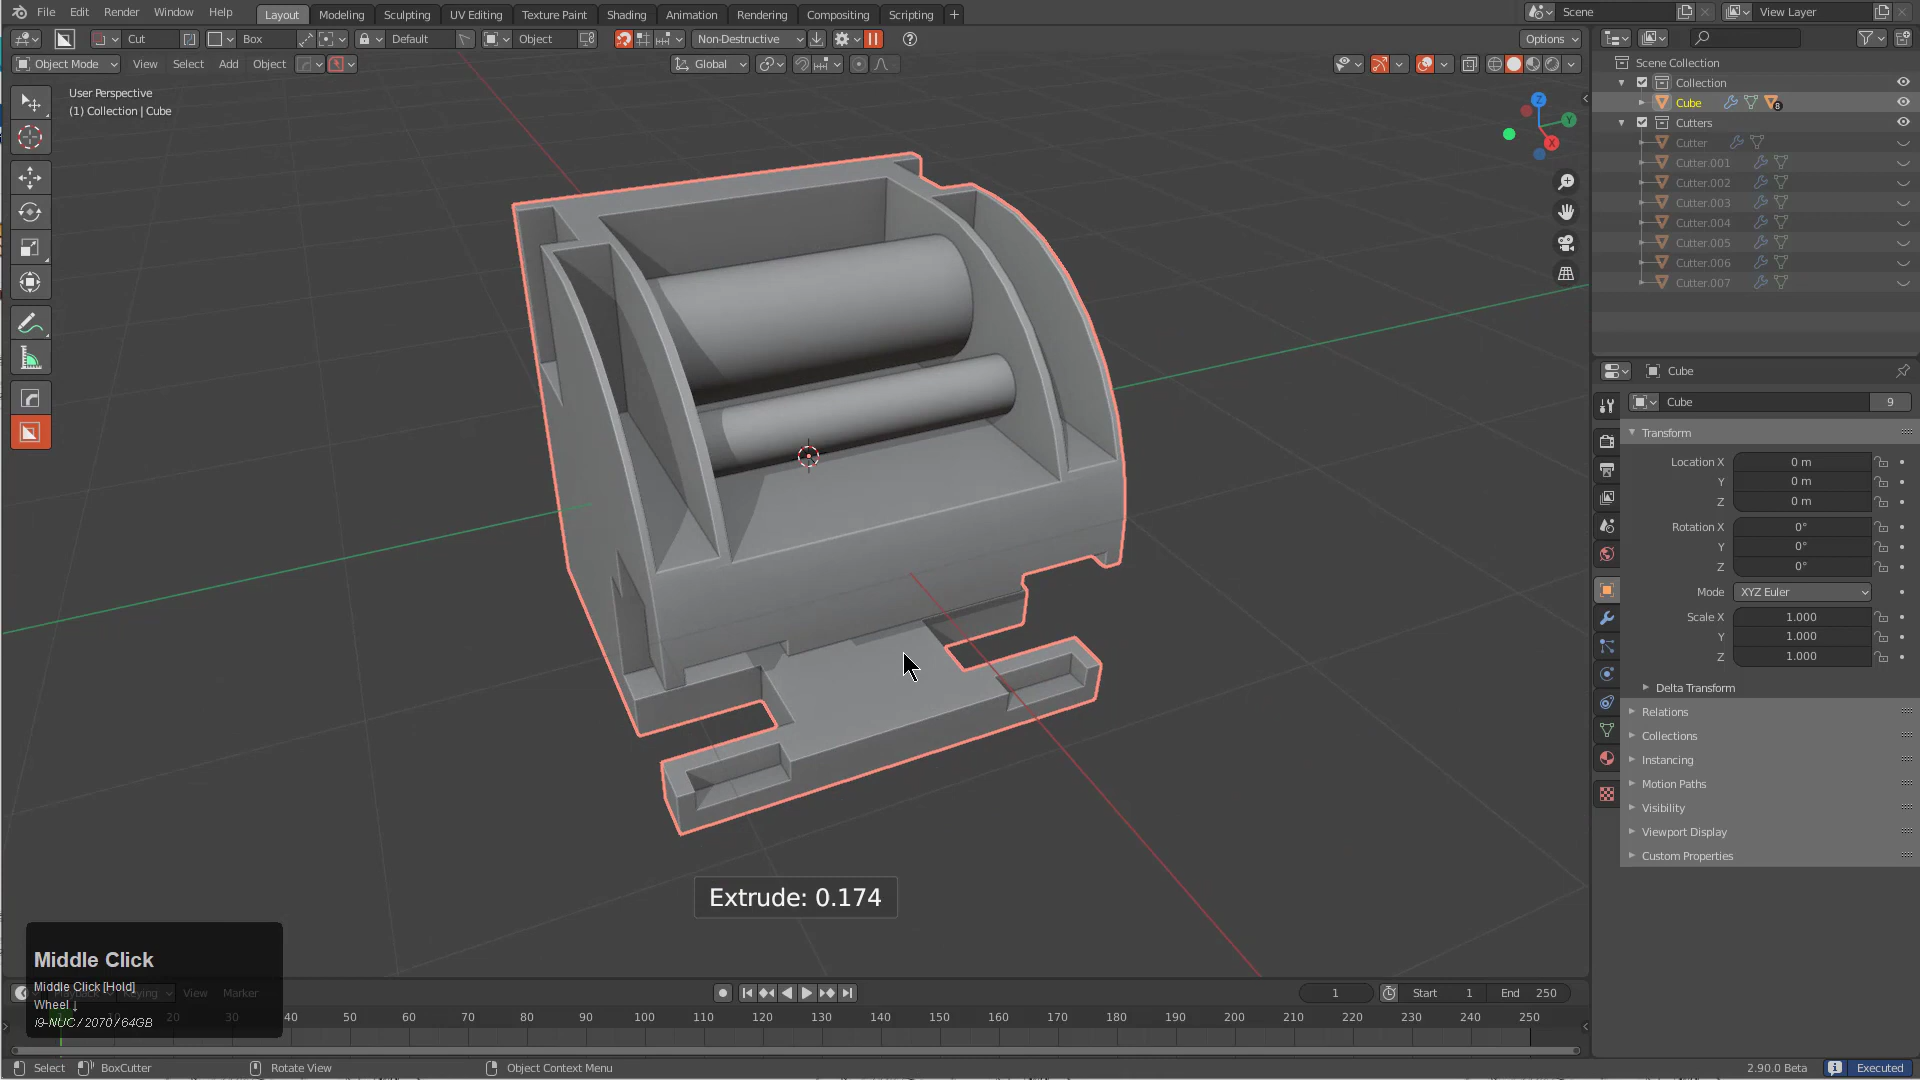 File Edit Render Window Help
Layout Modeling Sculpting UV Editing Texture Paint Shading Animation Rendering Compositing Scripting
Scene
View Layer
Cut
Box
Default
Object
Non-Destructive
Options
Object Mode View Select Add Object
Global
User Perspective
(1) Collection | Cube
Z
Y
X
Scene Collection
Collection
Cube
8
Cutters
Cutter
Cutter.001
Cutter.002
Cutter.003
Cutter.004
Cutter.005
Cutter.006
Cutter.007
Cube
Cube 9
Transform
Location X 0 m
Y 0 m
Z 0 m
Rotation X 0°
Y 0°
Z 0°
Mode XYZ Euler
Scale X 1.000
Y 1.000
Z 1.000
Delta Transform
Relations
Collections
Instancing
Motion Paths
Visibility
Viewport Display
Custom Properties
Extrude: 0.174
Middle Click
Middle Click [Hold]
Wheel ↓
i9-NUC / 2070 / 64GB
Playback Keying View Marker
1 Start 1 End 250
10 20 30 40 50 60 70 80 90 100 110 120 130 140 150 160 170 180 190 200 210 220 230 240 250
Select BoxCutter Rotate View Object Context Menu
2.90.0 Beta Executed